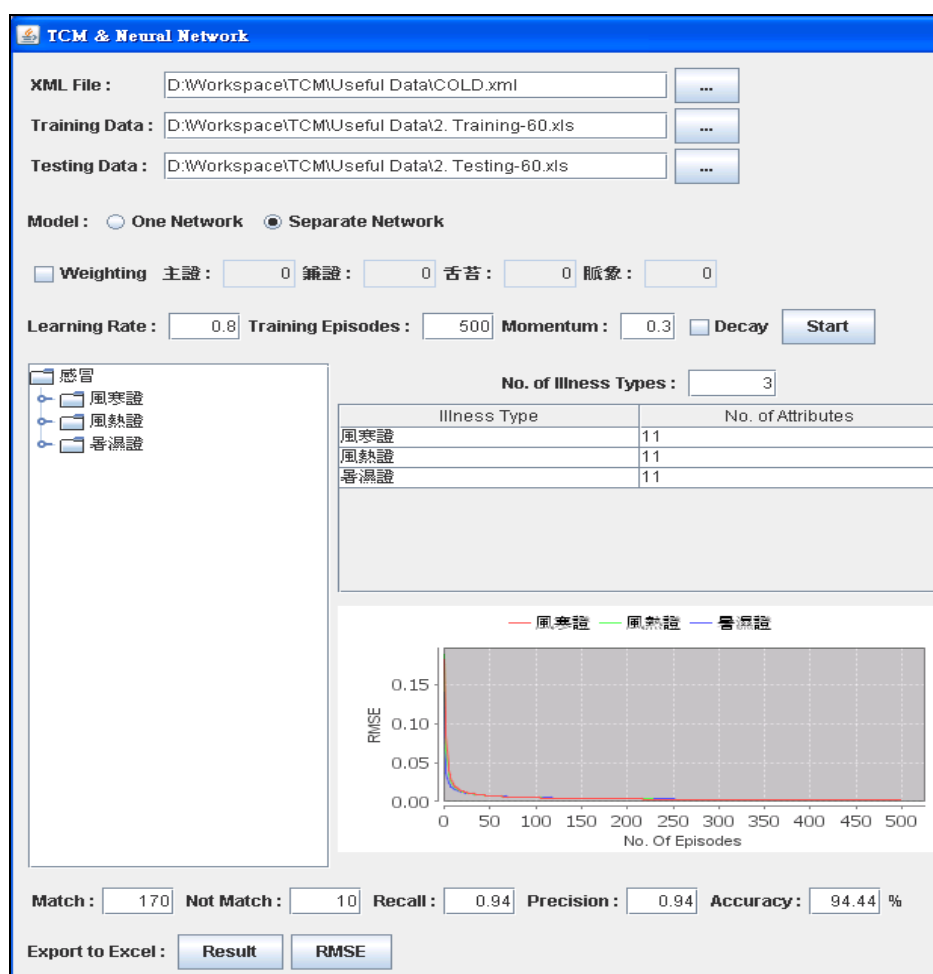 TCM & Neural Network
XML File : D:\Workspace\TCM\Useful Data\COLD.xml ...
Training Data : D:\Workspace\TCM\Useful Data\2. Training-60.xls ...
Testing Data : D:\Workspace\TCM\Useful Data\2. Testing-60.xls ...
Model : One Network Separate Network
Weighting 主證 : 0 兼證 : 0 舌苔 : 0 脈象 : 0
Learning Rate : 0.8 Training Episodes : 500 Momentum : 0.3 Decay Start
感冒
風寒證
風熱證
暑濕證
No. of Illness Types : 3
Illness Type No. of Attributes
風寒證 11
風熱證 11
暑濕證 11
風寒證 風熱證 暑濕證
0.15
0.10
0.05
0.00
RMSE
0 50 100 150 200 250 300 350 400 450 500
No. Of Episodes
Match : 170 Not Match : 10 Recall : 0.94 Precision : 0.94 Accuracy : 94.44 %
Export to Excel : Result RMSE